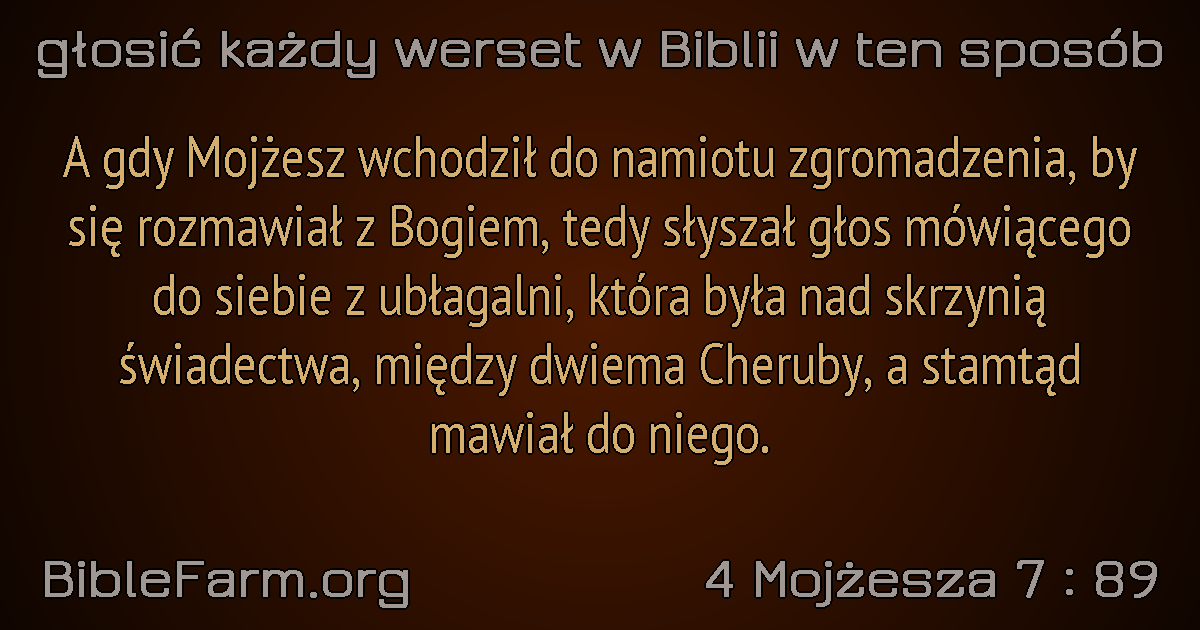 głosić każdy werset w Biblii w ten sposób
A gdy Mojżesz wchodził do namiotu zgromadzenia, by
się rozmawiał z Bogiem, tedy słyszał głos mówiącego
do siebie z ubłagalni, która była nad skrzynią
świadectwa, między dwiema Cheruby, a stamtąd
mawiał do niego.
BibleFarm.org
4 Mojżesza 7 : 89